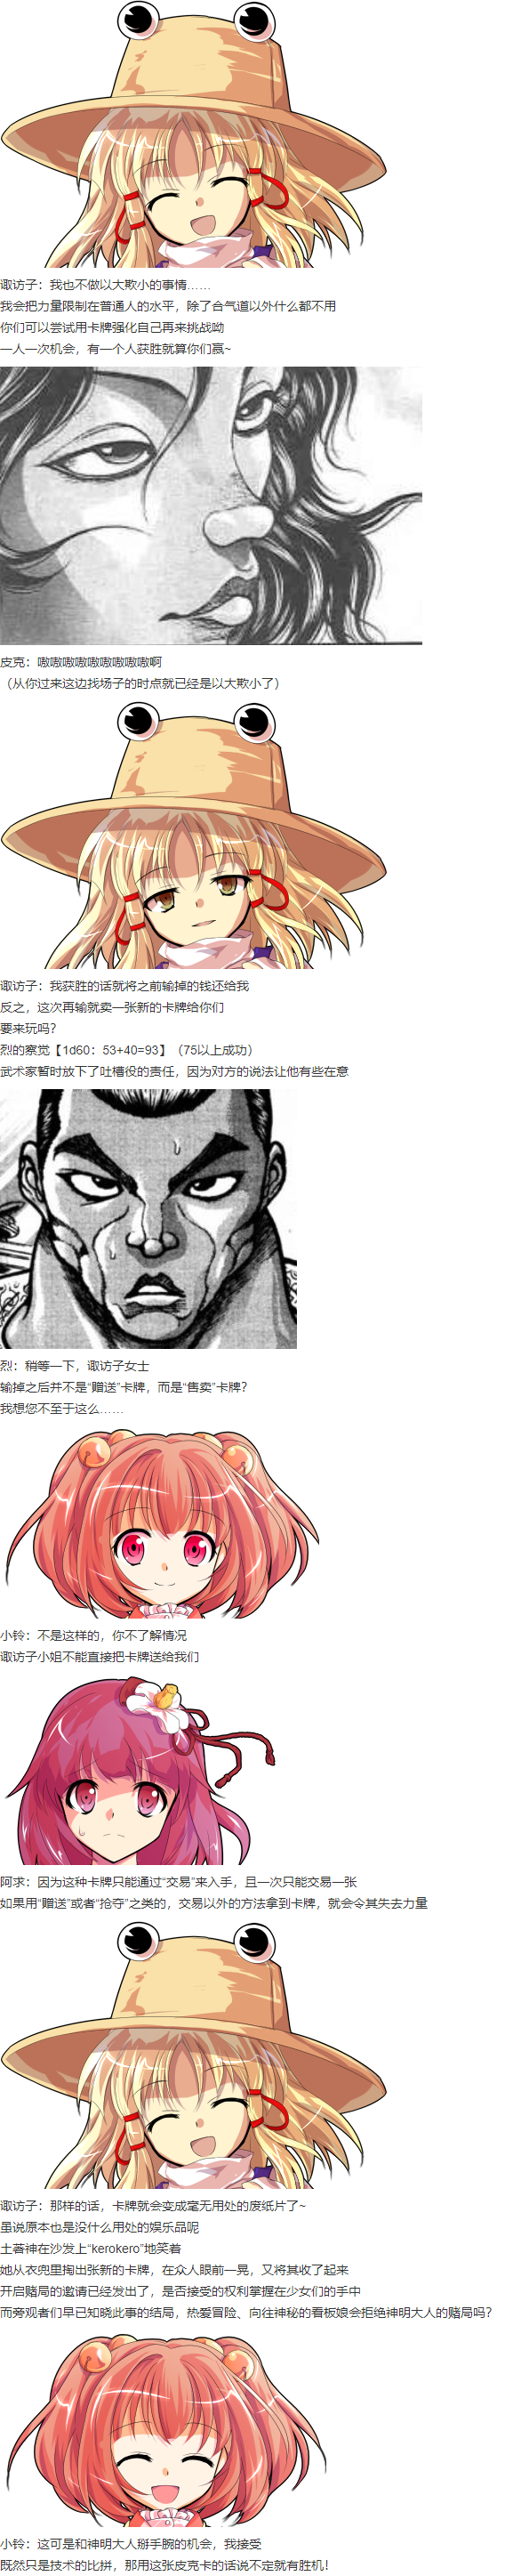 诹访子：我也不做以大欺小的事情……
我会把力量限制在普通人的水平，除了合气道以外什么都不用
你们可以尝试用卡牌强化自己再来挑战呦
一人一次机会，有一个人获胜就算你们赢~
皮克：嗷嗷嗷嗷嗷嗷嗷嗷嗷啊
（从你过来这边找场子的时点就已经是以大欺小了）
诹访子：我获胜的话就将之前输掉的钱还给我
反之，这次再输就卖一张新的卡牌给你们
要来玩吗？
烈的察觉【1d60：53+40=93】（75以上成功）
武术家暂时放下了吐槽役的责任，因为对方的说法让他有些在意
烈：稍等一下，诹访子女士
输掉之后并不是“赠送”卡牌，而是“售卖”卡牌？
我想您不至于这么……
小铃：不是这样的，你不了解情况
诹访子小姐不能直接把卡牌送给我们
阿求：因为这种卡牌只能通过“交易”来入手，且一次只能交易一张
如果用“赠送”或者“抢夺”之类的，交易以外的方法拿到卡牌，就会令其失去力量
诹访子：那样的话，卡牌就会变成毫无用处的废纸片了~
虽说原本也是没什么用处的娱乐品呢
土著神在沙发上“kerokero”地笑着
她从衣兜里掏出张新的卡牌，在众人眼前一晃，又将其收了起来
开启赌局的邀请已经发出了，是否接受的权利掌握在少女们的手中
而旁观者们早已知晓此事的结局，热爱冒险、向往神秘的看板娘会拒绝神明大人的赌局吗？
小铃：这可是和神明大人掰手腕的机会，我接受
既然只是技术的比拼，那用这张皮克卡的话说不定就有胜机！